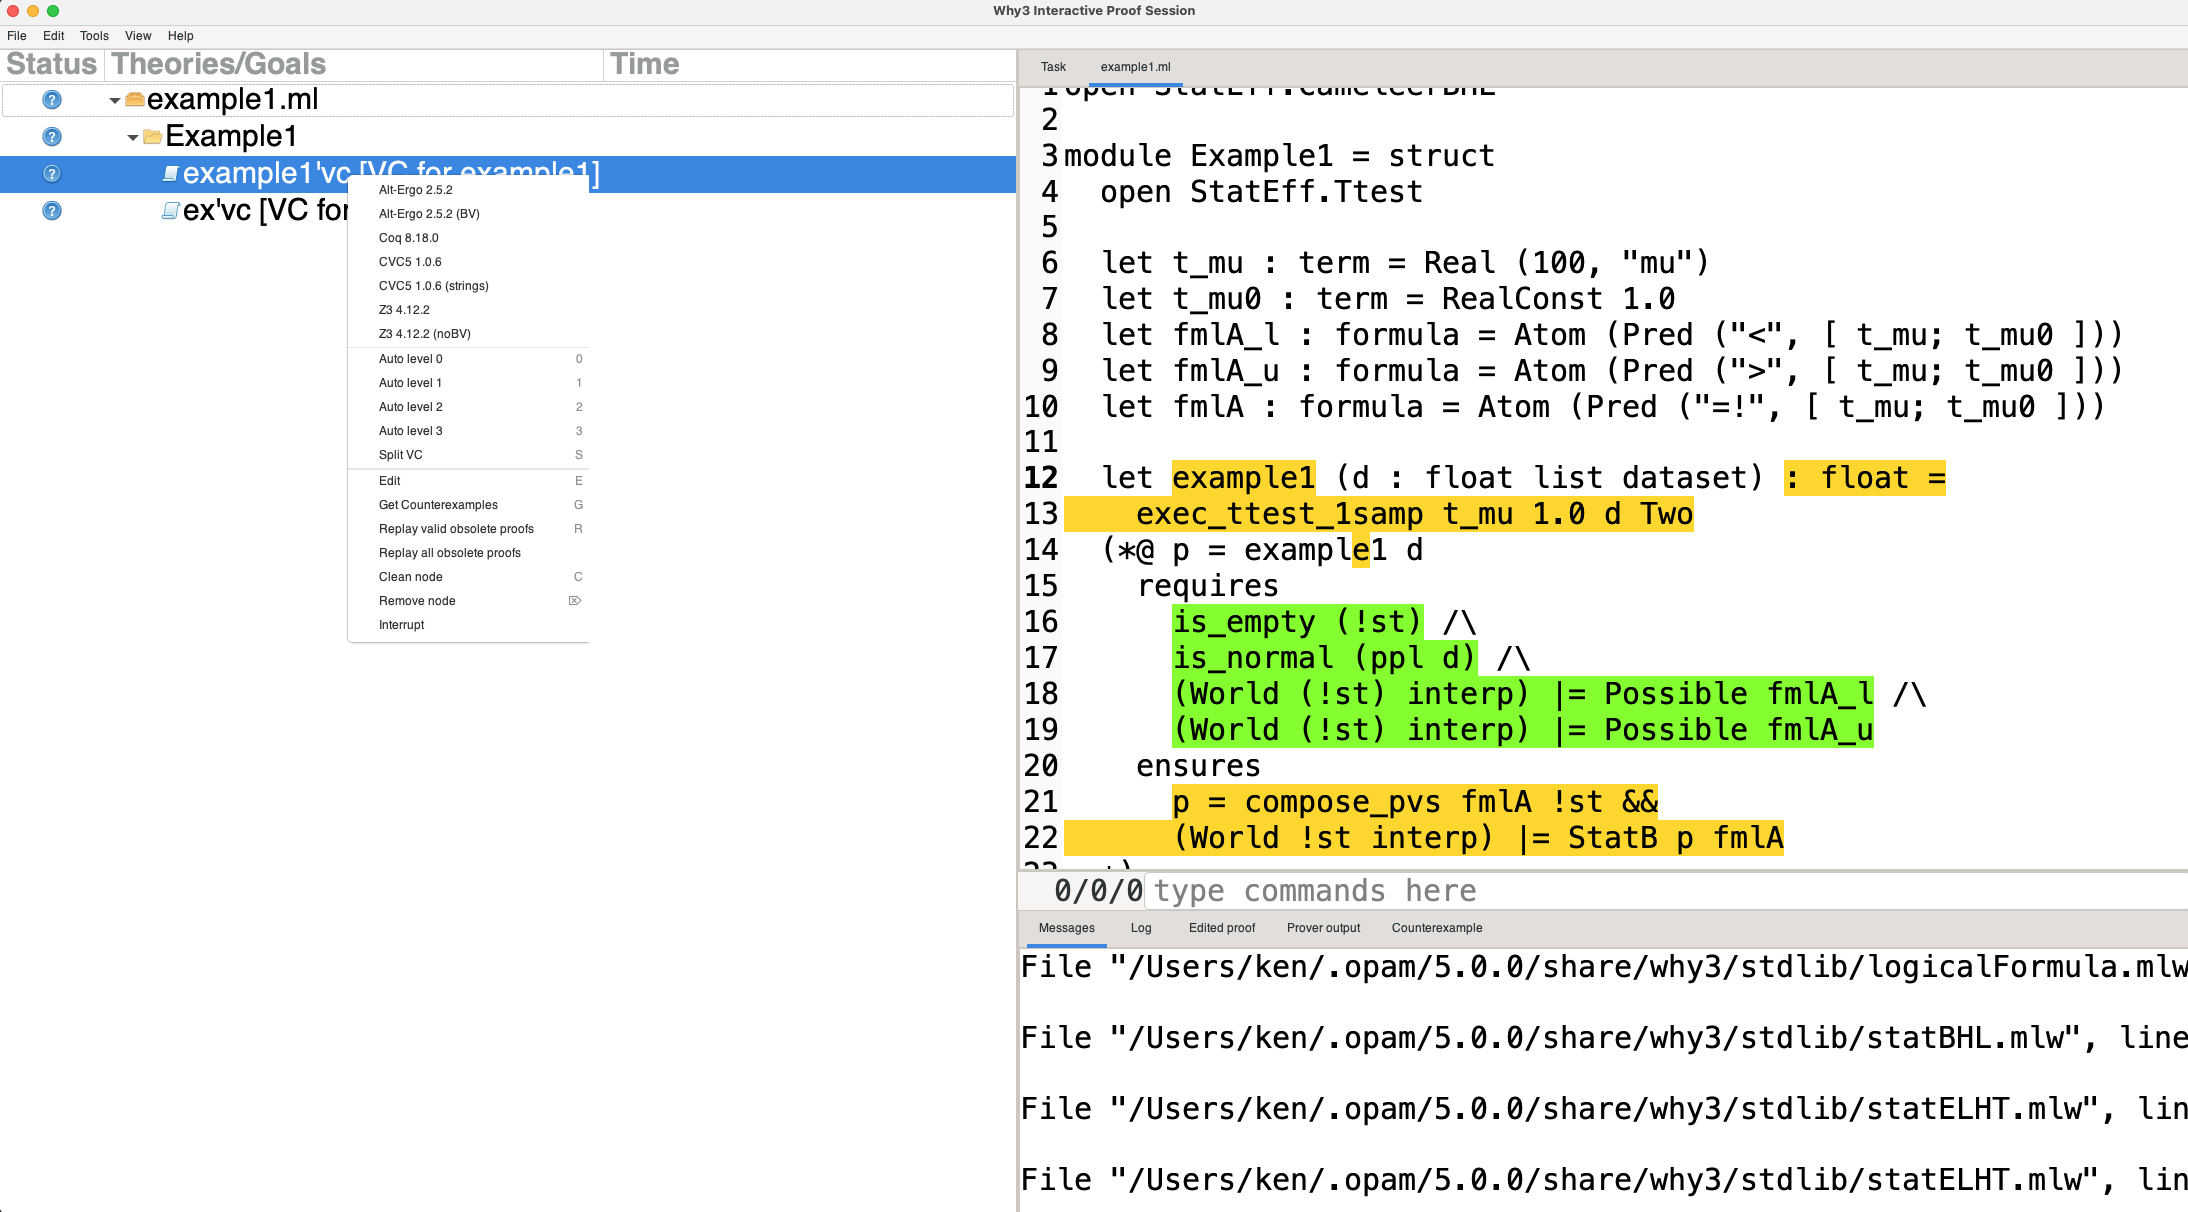 Why3 Interactive Proof Session
File Edit Tools View Help
Status Theories/Goals Time
example1.ml
Example1
example1'vc [VC for example1]
ex'vc [VC for
Alt-Ergo 2.5.2
Alt-Ergo 2.5.2 (BV)
Coq 8.18.0
CVC5 1.0.6
CVC5 1.0.6 (strings)
Z3 4.12.2
Z3 4.12.2 (noBV)
Auto level 0 0
Auto level 1 1
Auto level 2 2
Auto level 3 3
Split VC S
Edit E
Get Counterexamples G
Replay valid obsolete proofs R
Replay all obsolete proofs
Clean node C
Remove node
Interrupt
Task example1.ml
1 open StatEff.CameleerBHL
2
3 module Example1 = struct
4 open StatEff.Ttest
5
6 let t_mu : term = Real (100, "mu")
7 let t_mu0 : term = RealConst 1.0
8 let fmlA_l : formula = Atom (Pred ("<", [ t_mu; t_mu0 ]))
9 let fmlA_u : formula = Atom (Pred (">", [ t_mu; t_mu0 ]))
10 let fmlA : formula = Atom (Pred ("=!", [ t_mu; t_mu0 ]))
11
12 let example1 (d : float list dataset) : float =
13 exec_ttest_1samp t_mu 1.0 d Two
14 (*@ p = example1 d
15 requires
16 is_empty (!st) /\
17 is_normal (ppl d) /\
18 (World (!st) interp) |= Possible fmlA_l /\
19 (World (!st) interp) |= Possible fmlA_u
20 ensures
21 p = compose_pvs fmlA !st &&
22 (World !st interp) |= StatB p fmlA
23 *)
0/0/0 type commands here
Messages Log Edited proof Prover output Counterexample
File "/Users/ken/.opam/5.0.0/share/why3/stdlib/logicalFormula.mlw
File "/Users/ken/.opam/5.0.0/share/why3/stdlib/statBHL.mlw", line
File "/Users/ken/.opam/5.0.0/share/why3/stdlib/statELHT.mlw", lin
File "/Users/ken/.opam/5.0.0/share/why3/stdlib/statELHT.mlw", lin